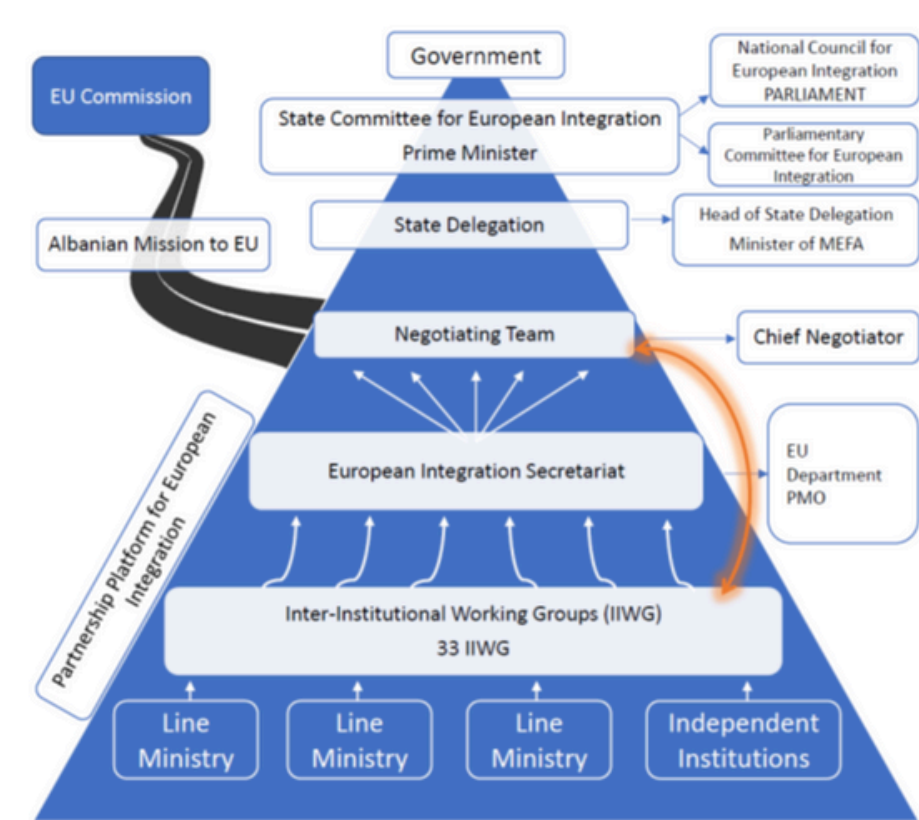 Government
National Council for
European Integration
PARLIAMENT
EU Commission
State Committee for European Integration
Prime Minister
Parliamentary
Committee for European
Integration
State Delegation
Head of State Delegation
Minister of MEFA
Albanian Mission to EU
Negotiating Team
Chief Negotiator
Partnership Platform for European
Integration
European Integration Secretariat
EU
Department
PMO
Inter-Institutional Working Groups (IIWG)
33 IIWG
Line
Ministry
Line
Ministry
Line
Ministry
Independent
Institutions